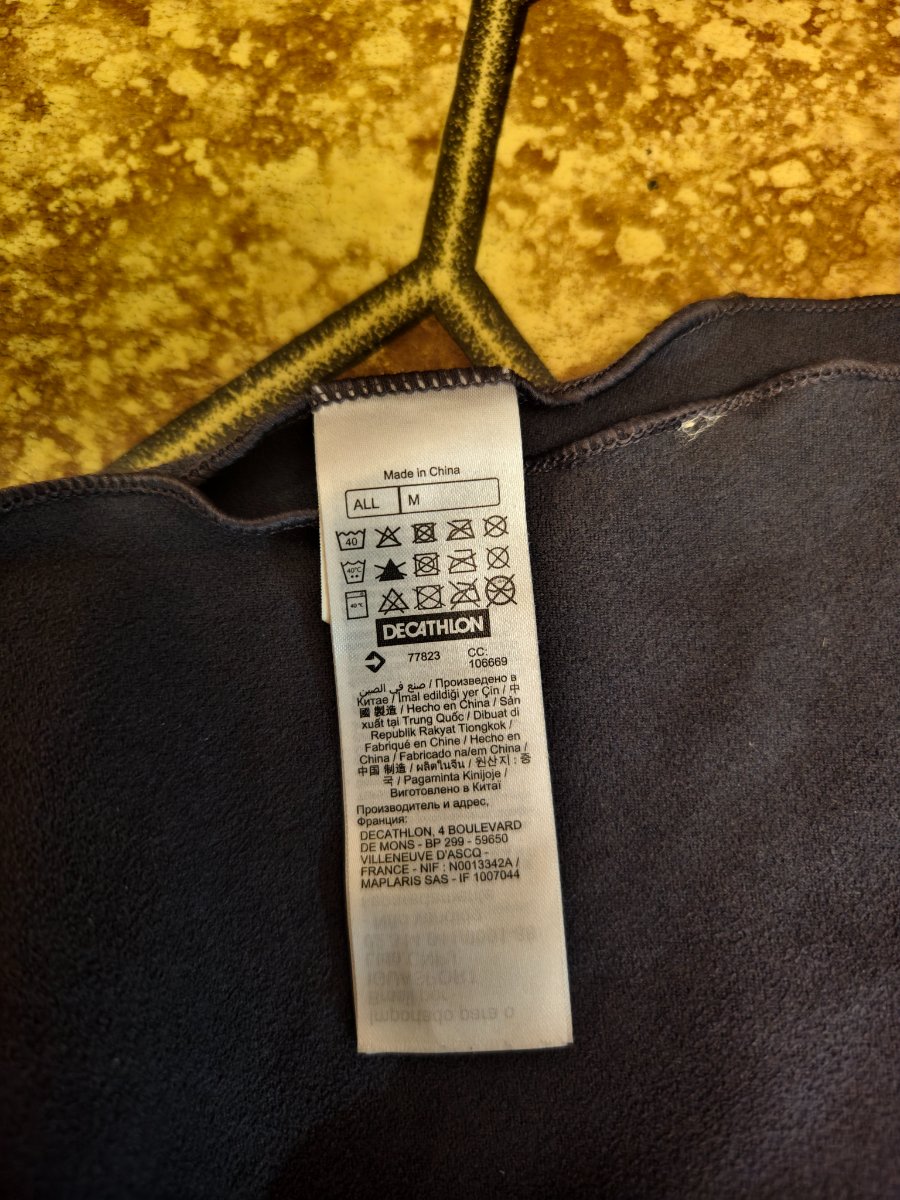 Made in China
ALL M
40
40°C
40°C
DECATHLON
77823 CC:
106669
صنع في الصين / Произведено в
Китае / İmal edildiği yer Çin / 中
國 製造 / Hecho en China / Sản
xuất tại Trung Quốc / Dibuat di
Republik Rakyat Tiongkok /
Fabriqué en Chine / Hecho en
China / Fabricado na/em China /
中国 制造 / ผลิตในจีน / 원산지 : 중
국 / Pagaminta Kinijoje /
Виготовлено в Китаї
Производитель и адрес,
Франция:
DECATHLON, 4 BOULEVARD
DE MONS - BP 299 - 59650
VILLENEUVE D'ASCQ -
FRANCE - NIF : N0013342A /
MAPLARIS SAS - IF 1007044